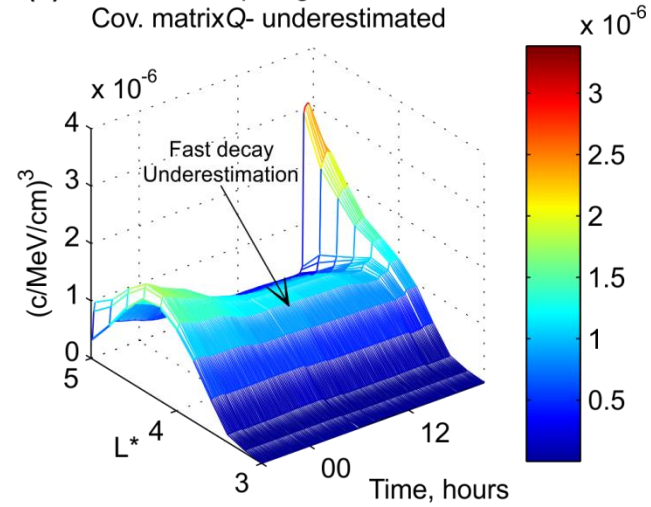 Cov. matrixQ- underestimated
x 10^-6
x 10^-6
4
3
2
1
0
(c/MeV/cm)^3
Fast decay
Underestimation
5
4
3
L*
00
12
Time, hours
3
2.5
2
1.5
1
0.5